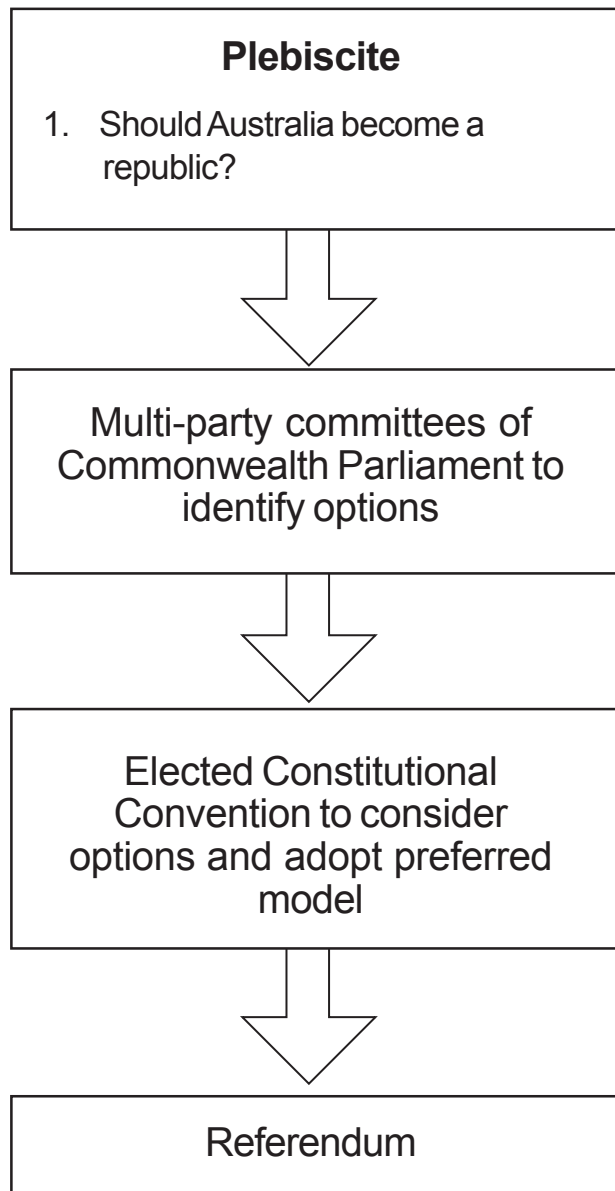 Plebiscite
1. Should Australia become a
republic?
Multi-party committees of
Commonwealth Parliament to
identify options
Elected Constitutional
Convention to consider
options and adopt preferred
model
Referendum